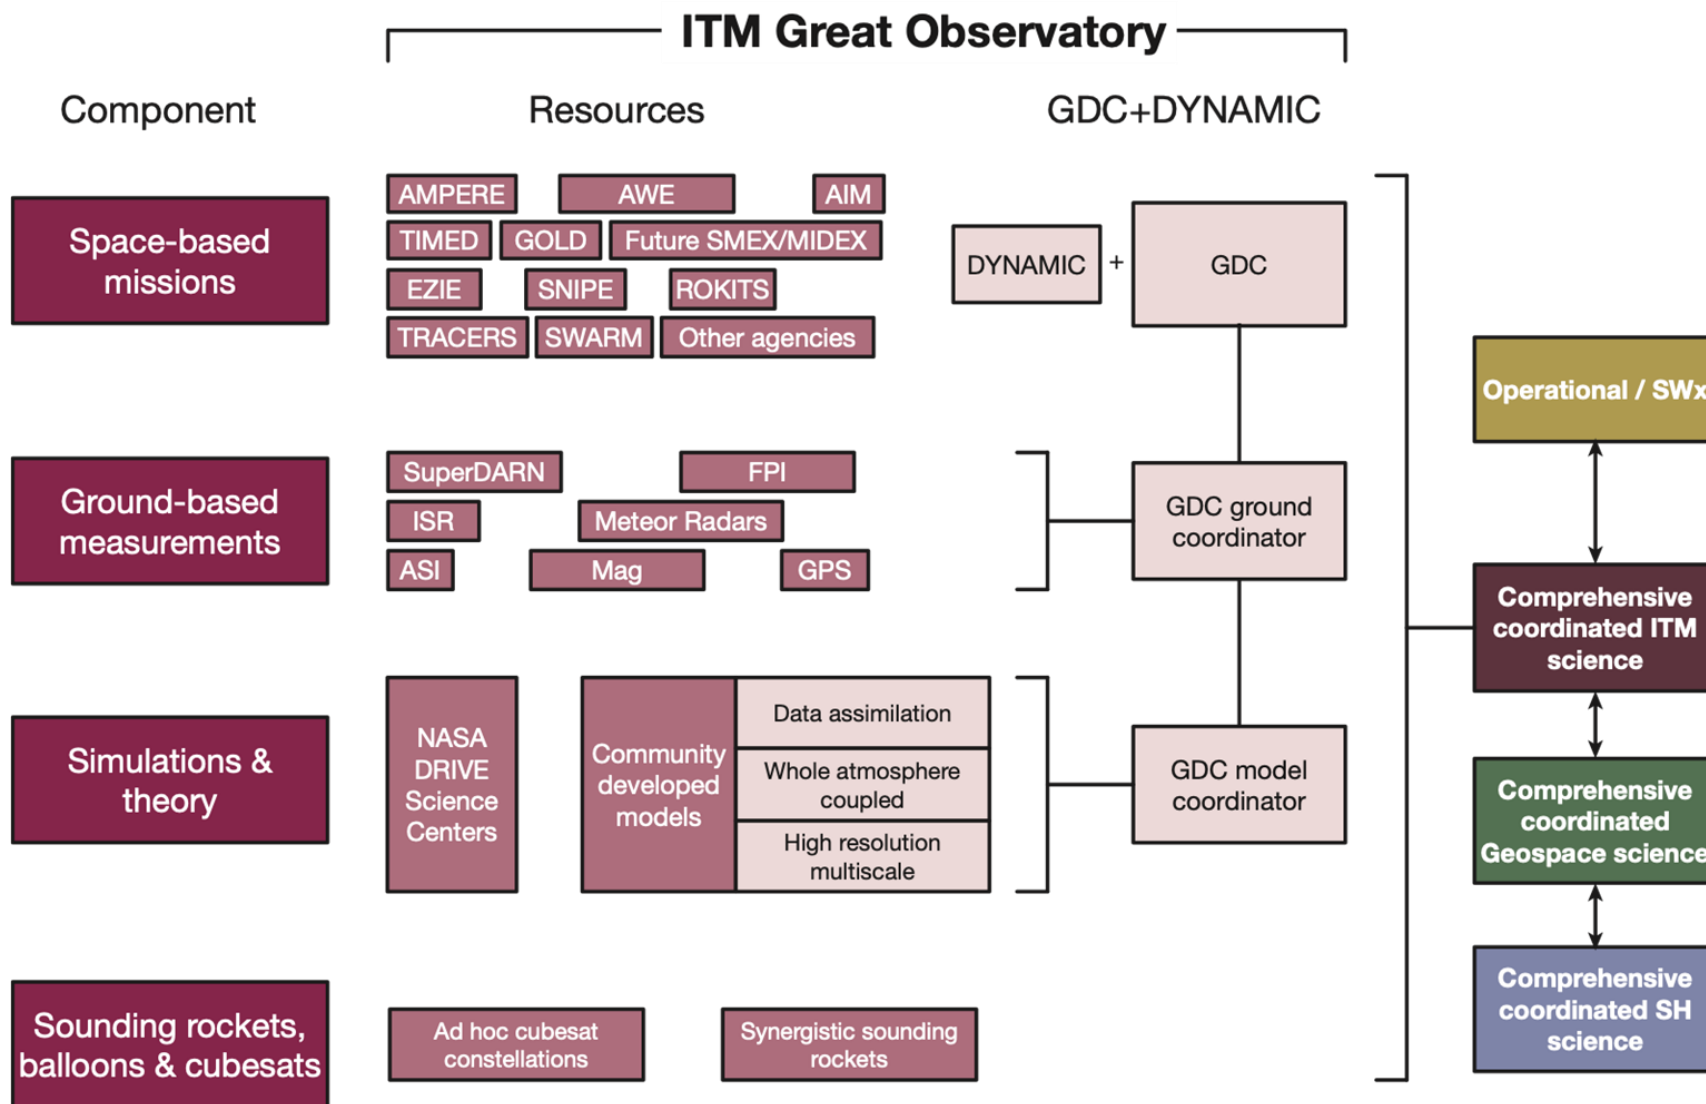 ITM Great Observatory
Component
Resources
GDC+DYNAMIC
Space-based
missions
AMPERE
AWE
AIM
TIMED
GOLD
Future SMEX/MIDEX
EZIE
SNIPE
ROKITS
TRACERS
SWARM
Other agencies
DYNAMIC
+
GDC
Operational / SWx
Ground-based
measurements
SuperDARN
FPI
ISR
Meteor Radars
ASI
Mag
GPS
GDC ground
coordinator
Comprehensive
coordinated ITM
science
Simulations &
theory
NASA
DRIVE
Science
Centers
Community
developed
models
Data assimilation
Whole atmosphere
coupled
High resolution
multiscale
GDC model
coordinator
Comprehensive
coordinated
Geospace science
Sounding rockets,
balloons & cubesats
Ad hoc cubesat
constellations
Synergistic sounding
rockets
Comprehensive
coordinated SH
science